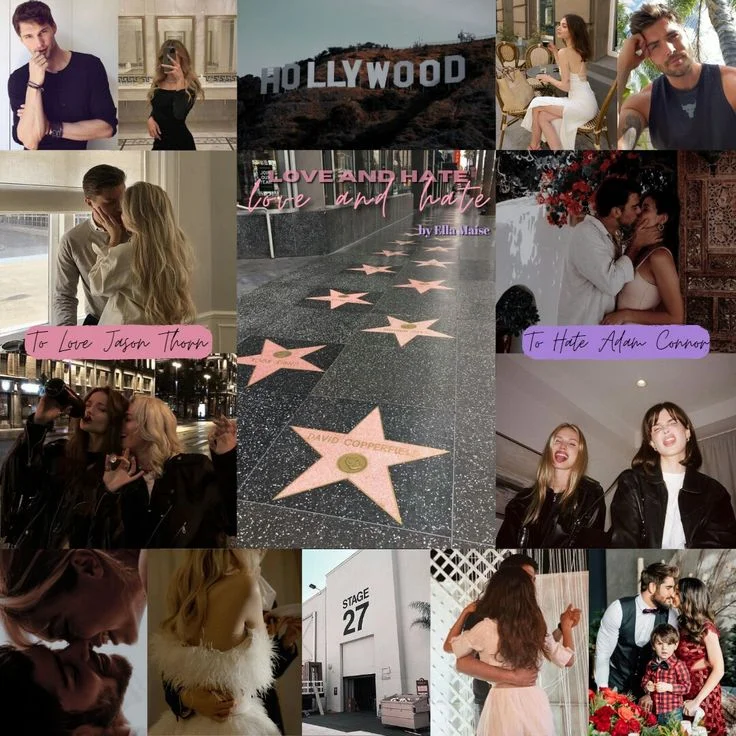 HOLLYWOOD
LOVE AND HATE
love and hate
by Ella Maise
To Love Jason Thorn
To Hate Adam Connor
DAVID COPPERFIEL
STAGE
27